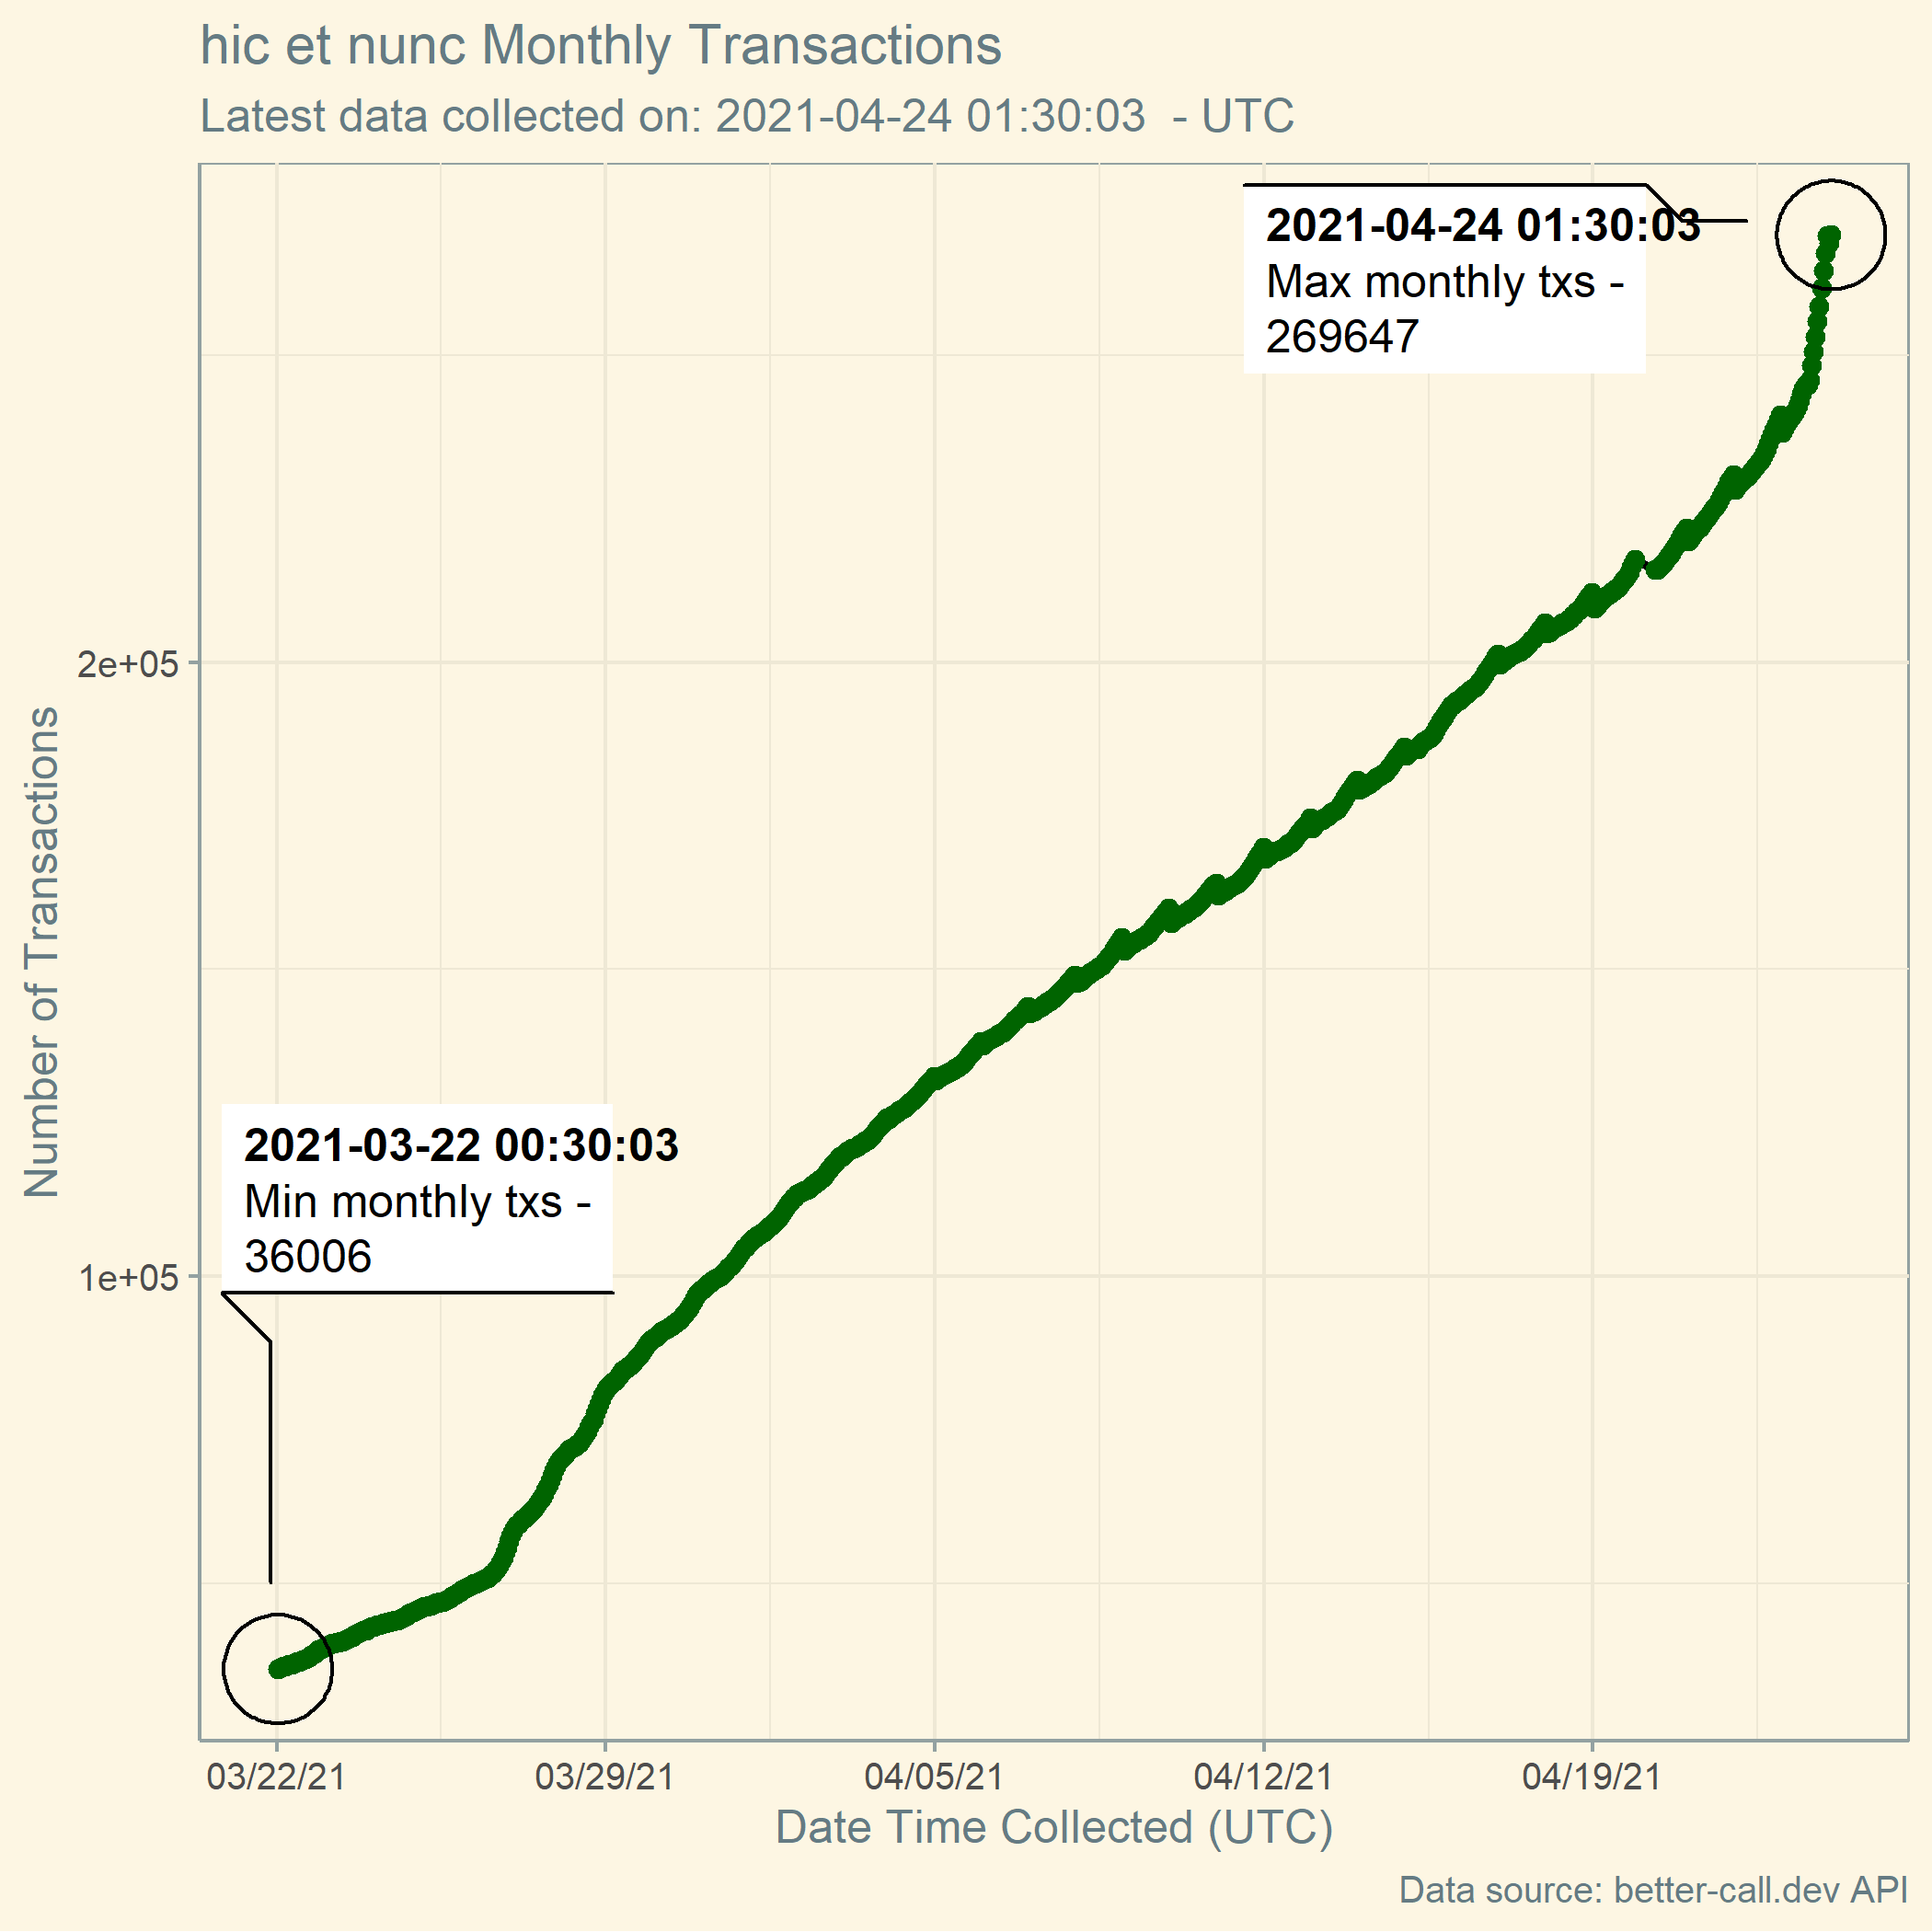 hic et nunc Monthly Transactions
Latest data collected on: 2021-04-24 01:30:03  - UTC
2021-04-24 01:30:03
Max monthly txs -
269647
2e+05
Number of Transactions
2021-03-22 00:30:03
Min monthly txs -
36006
1e+05
03/22/21 03/29/21 04/05/21 04/12/21 04/19/21
Date Time Collected (UTC)
Data source: better-call.dev API